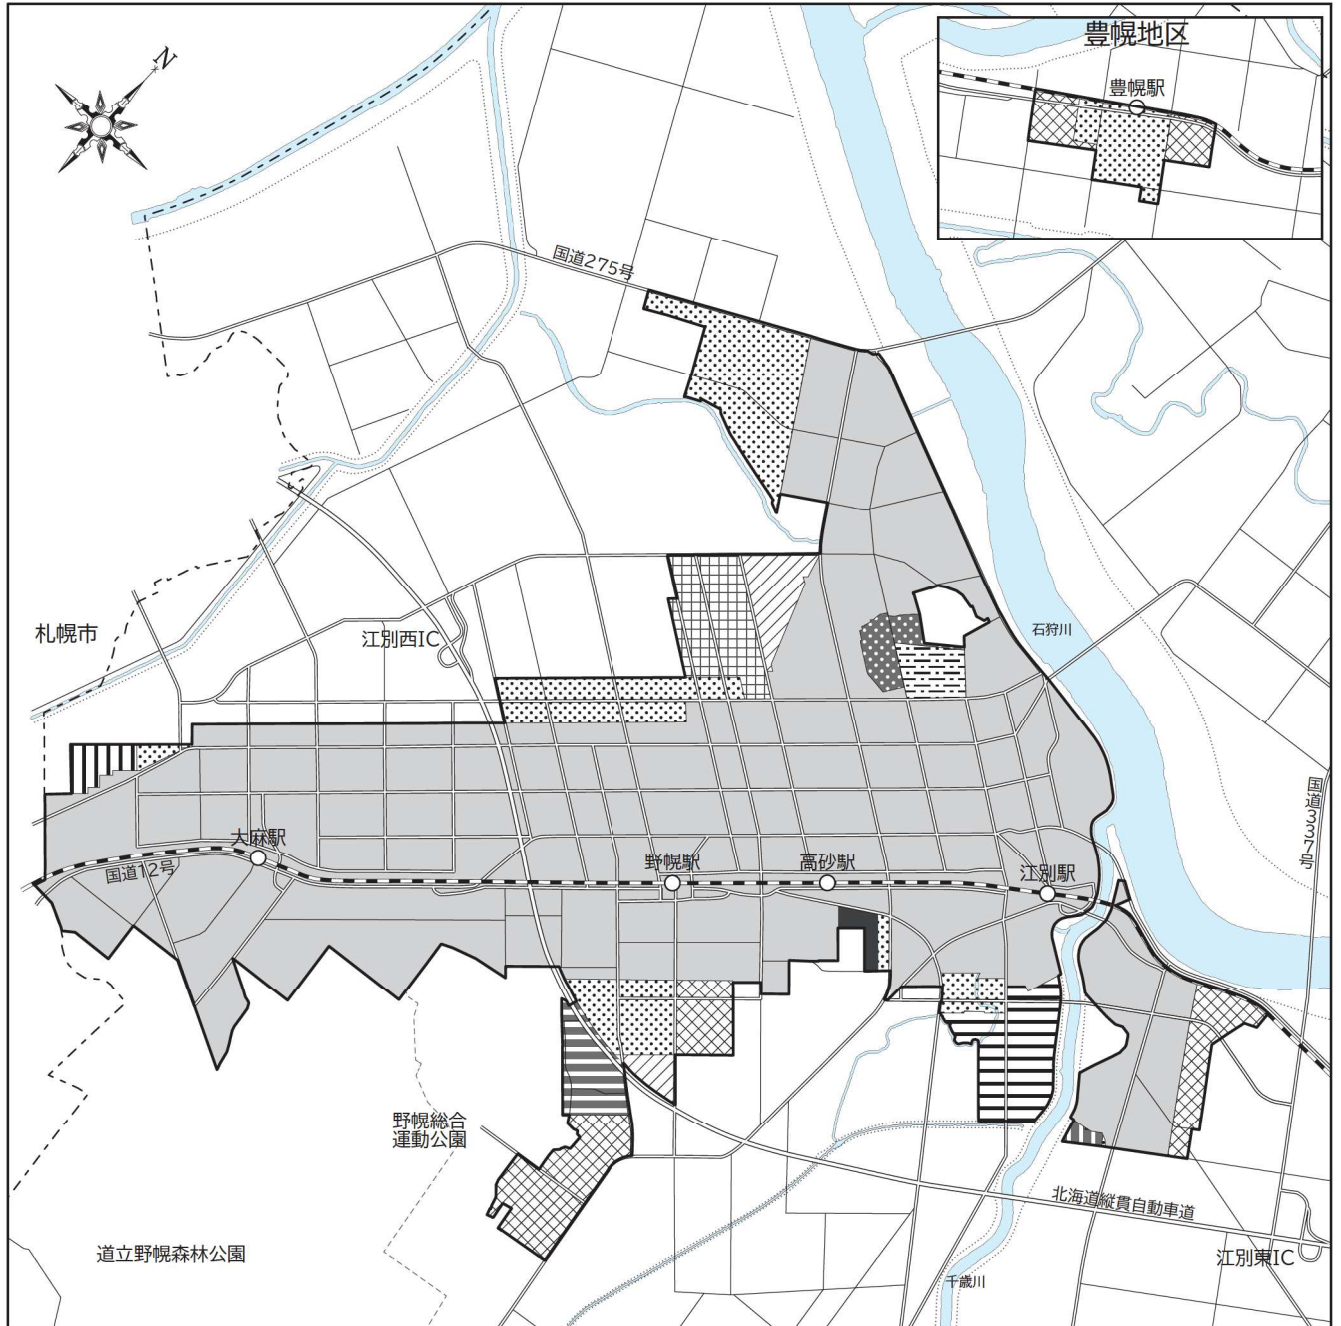 豊幌地区
豊幌駅
N
国道275号
札幌市
江別西IC
石狩川
国道337号
大麻駅
国道12号
野幌駅
高砂駅
江別駅
野幌総合
運動公園
北海道縦貫自動車道
道立野幌森林公園
江別東IC
千歳川